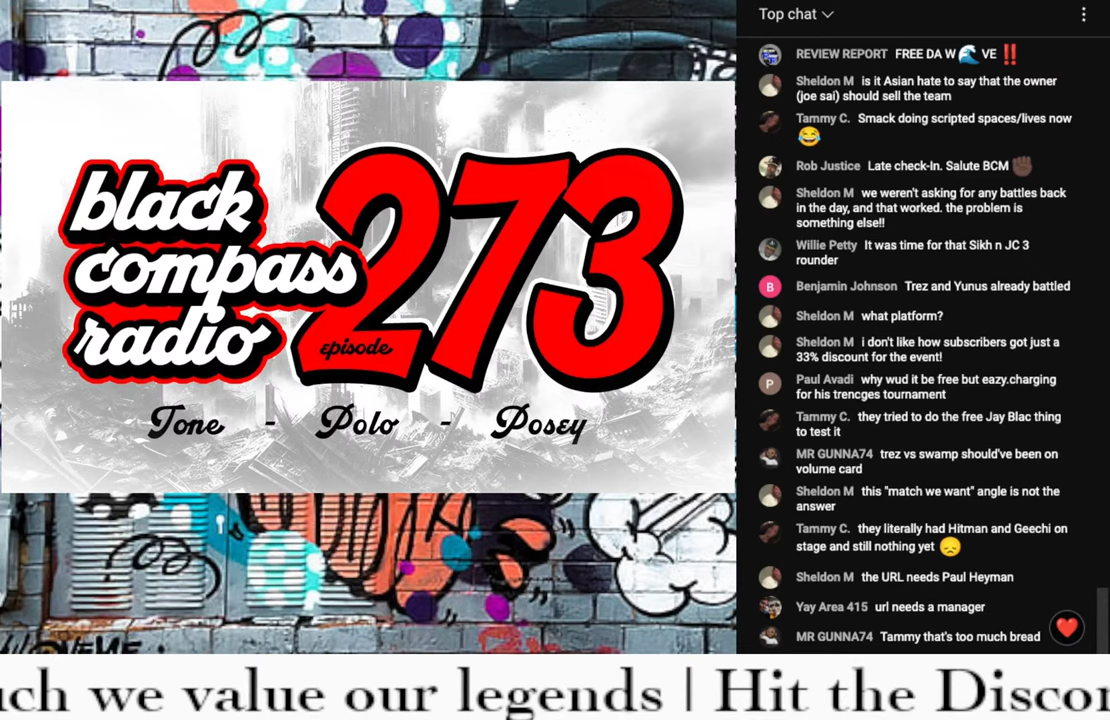 black
compass
radio
273
episode
Tone - Polo - Posey
Top chat
REVIEW REPORT FREE DA W🌊VE ‼️
Sheldon M is it Asian hate to say that the owner
(joe sai) should sell the team
Tammy C. Smack doing scripted spaces/lives now
😂
Rob Justice Late check-In. Salute BCM ✊🏿
Sheldon M we weren't asking for any battles back
in the day, and that worked. the problem is
something else!!
Willie Petty It was time for that Sikh n JC 3
rounder
B
Benjamin Johnson Trez and Yunus already battled
Sheldon M what platform?
Sheldon M i don't like how subscribers got just a
33% discount for the event!
P
Paul Avadi why wud it be free but eazy.charging
for his trencges tournament
Tammy C. they tried to do the free Jay Blac thing
to test it
MR GUNNA74 trez vs swamp should've been on
volume card
Sheldon M this "match we want" angle is not the
answer
Tammy C. they literally had Hitman and Geechi on
stage and still nothing yet 😞
Sheldon M the URL needs Paul Heyman
Yay Area 415 url needs a manager
MR GUNNA74 Tammy that's too much bread
uch we value our legends | Hit the Discor